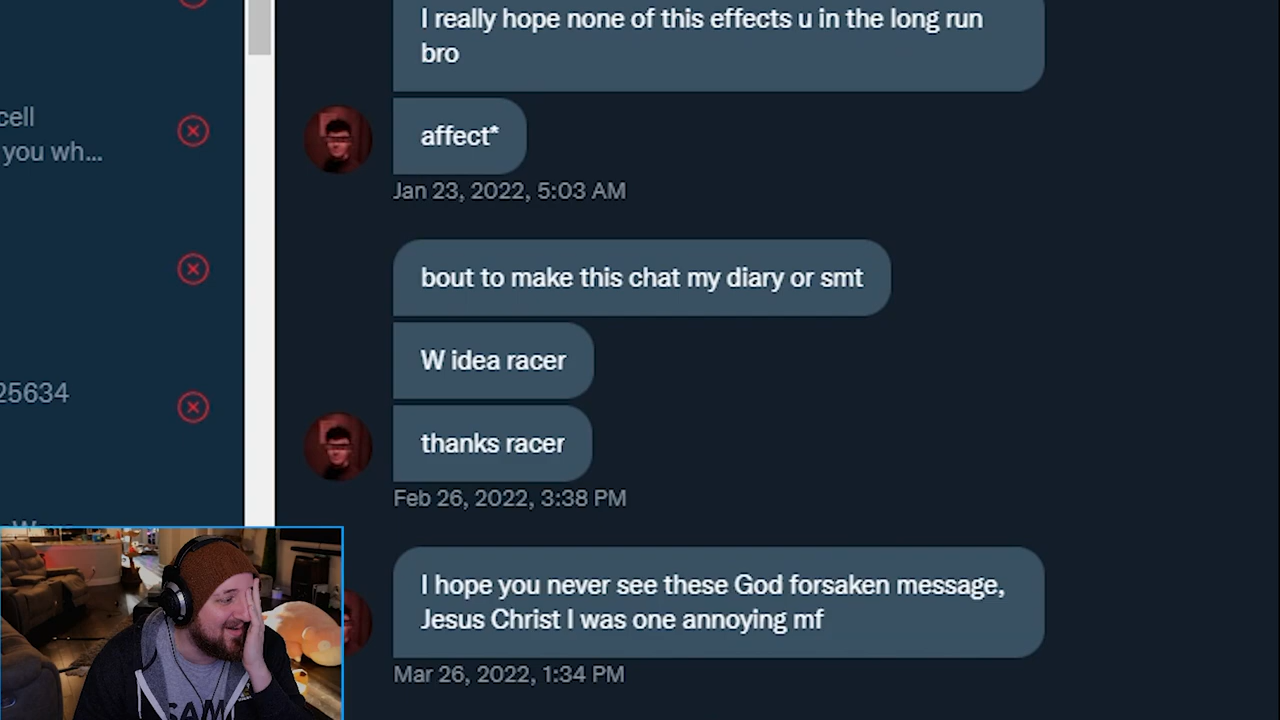 I really hope none of this effects u in the long run
bro
cell
you wh...
affect*
Jan 23, 2022, 5:03 AM
bout to make this chat my diary or smt
W idea racer
25634
thanks racer
Feb 26, 2022, 3:38 PM
I hope you never see these God forsaken message,
Jesus Christ I was one annoying mf
Mar 26, 2022, 1:34 PM
SAM